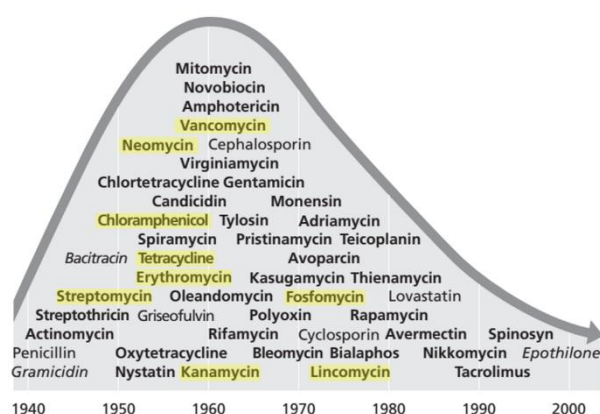 Mitomycin
Novobiocin
Amphotericin
Vancomycin
Neomycin Cephalosporin
Virginiamycin
Chlortetracycline Gentamicin
Candicidin Monensin
Chloramphenicol Tylosin Adriamycin
Spiramycin Pristinamycin Teicoplanin
Bacitracin Tetracycline Avoparcin
Erythromycin Kasugamycin Thienamycin
Streptomycin Oleandomycin Fosfomycin Lovastatin
Streptothricin Griseofulvin Polyoxin Rapamycin
Actinomycin Rifamycin Cyclosporin Avermectin Spinosyn
Penicillin Oxytetracycline Bleomycin Bialaphos Nikkomycin Epothilone
Gramicidin Nystatin Kanamycin Lincomycin Tacrolimus
1940 1950 1960 1970 1980 1990 2000